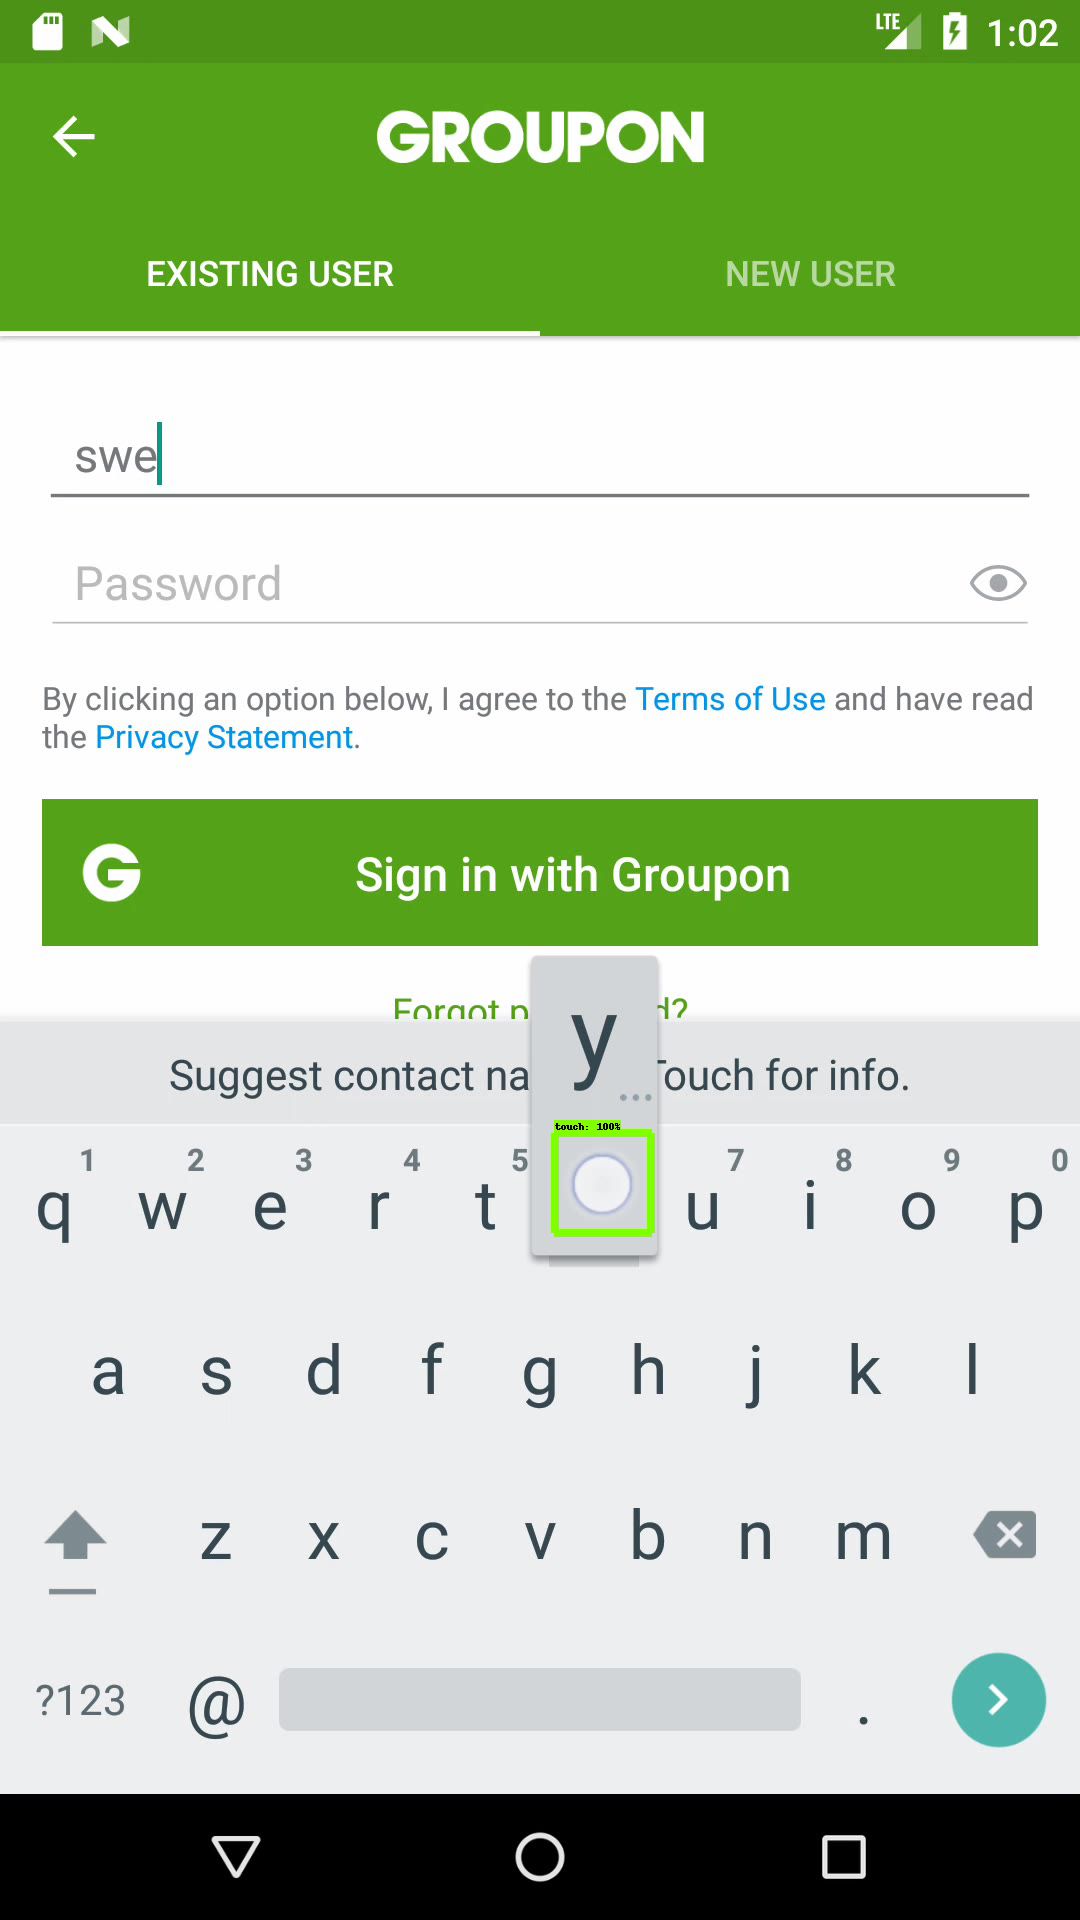 LTE 1:02
GROUPON
EXISTING USER NEW USER
swe
Password
By clicking an option below, I agree to the Terms of Use and have read
the Privacy Statement.
G Sign in with Groupon
y
Forgot p d?
Suggest contact na Touch for info.
...
touch: 100%
1 2 3 4 5 7 8 9 0
q w e r t u i o p
a s d f g h j k l
z x c v b n m
?123 @ .